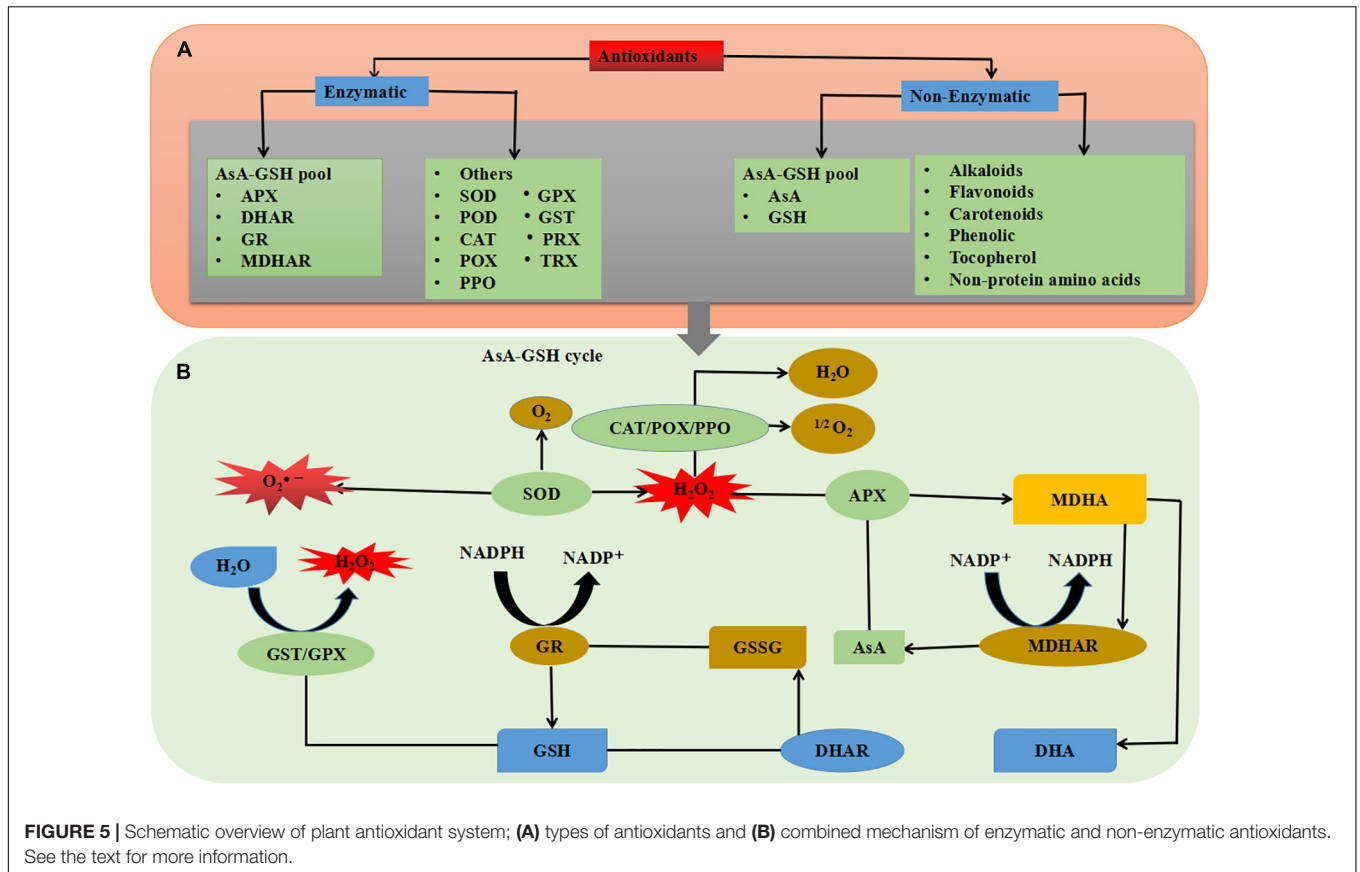 A
Antioxidants
Enzymatic
Non-Enzymatic
AsA-GSH pool
• APX
• DHAR
• GR
• MDHAR
• Others
• SOD • GPX
• POD • GST
• CAT • PRX
• POX • TRX
• PPO
AsA-GSH pool
• AsA
• GSH
• Alkaloids
• Flavonoids
• Carotenoids
• Phenolic
• Tocopherol
• Non-protein amino acids
B
AsA-GSH cycle
H₂O
O₂
CAT/POX/PPO
1/2 O₂
O₂•−
SOD
H₂O₂
APX
MDHA
H₂O
H₂O₂
NADPH
NADP⁺
NADP⁺
NADPH
GST/GPX
GR
GSSG
AsA
MDHAR
GSH
DHAR
DHA
FIGURE 5 | Schematic overview of plant antioxidant system; (A) types of antioxidants and (B) combined mechanism of enzymatic and non-enzymatic antioxidants.
See the text for more information.